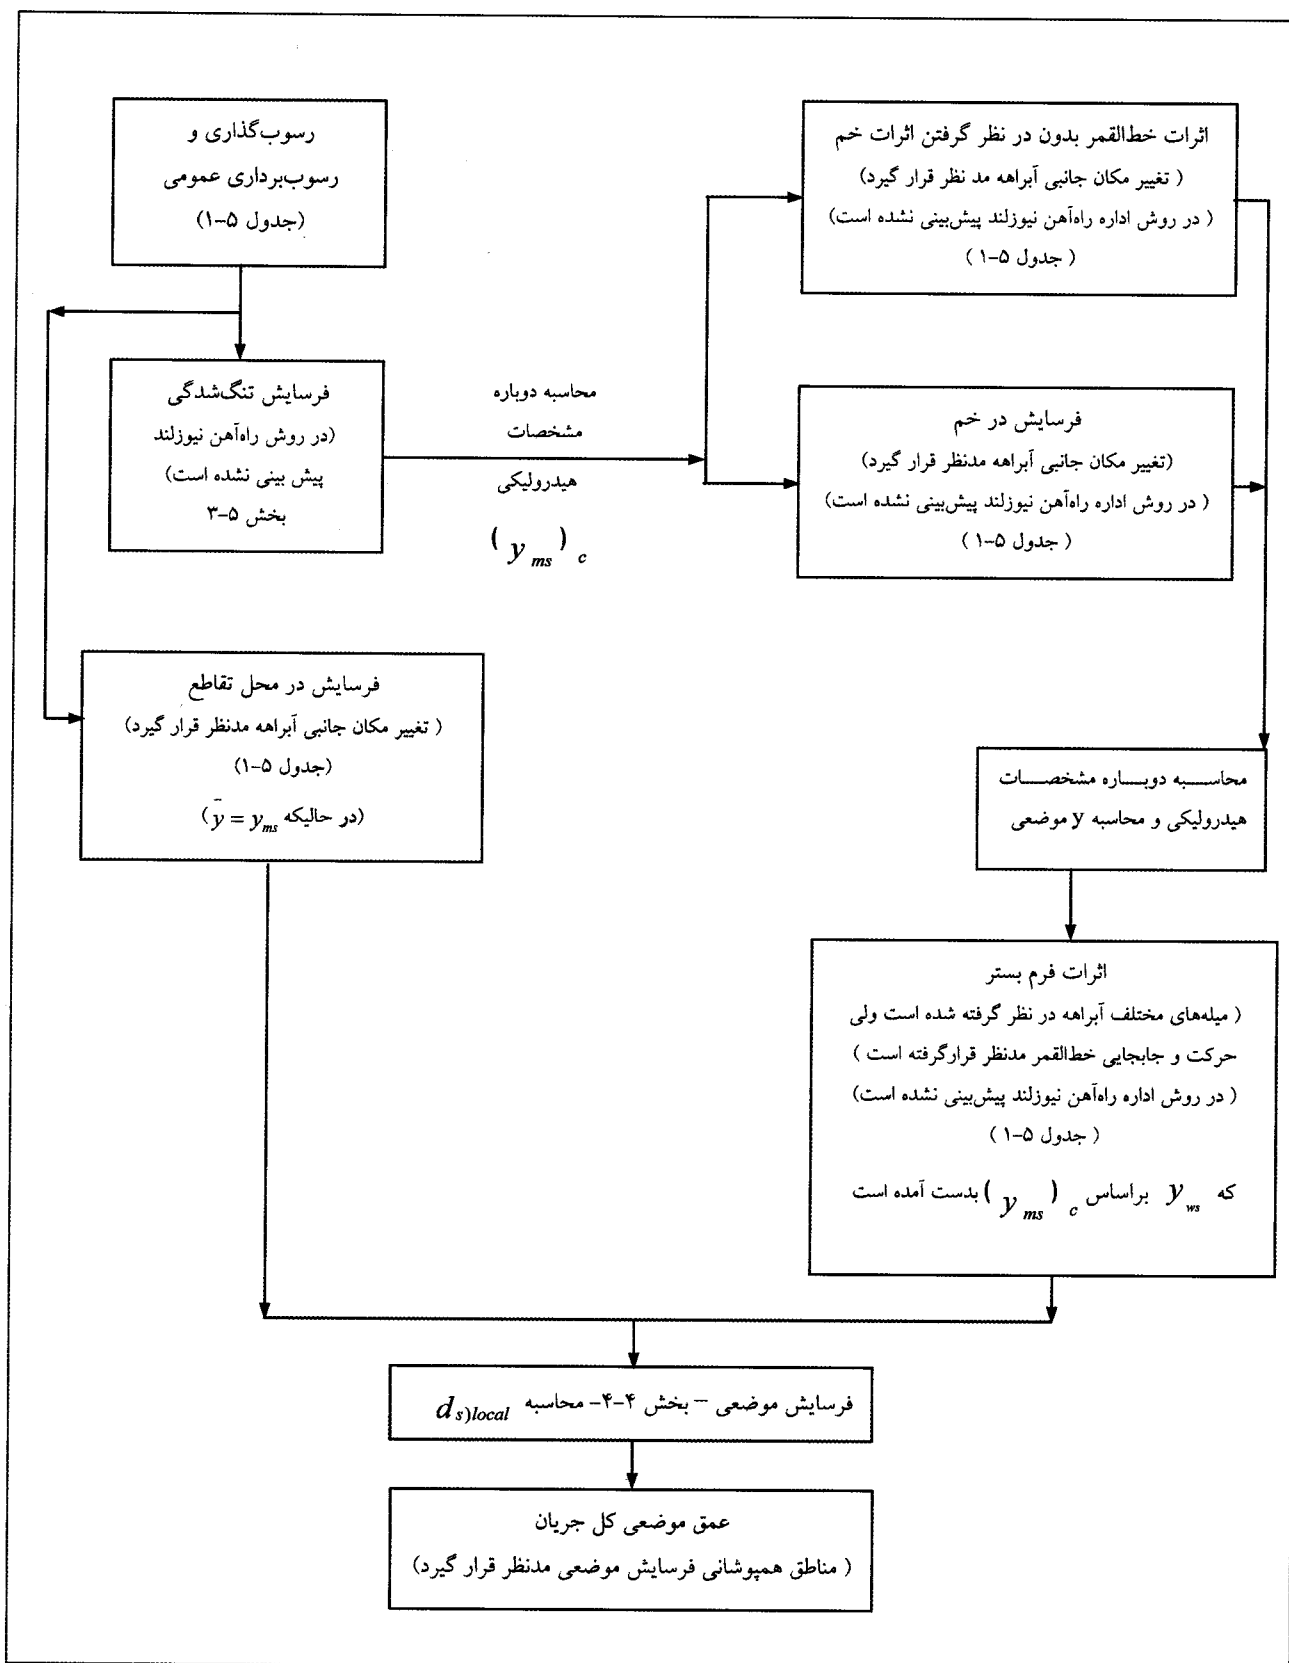 رسوب‌گذاری و
رسوب‌برداری عمومی
(جدول ۵-۱)
اثرات خط‌القمر بدون در نظر گرفتن اثرات خم
( تغییر مکان جانبی آبراهه مد نظر قرار گیرد)
( در روش اداره راه‌آهن نیوزلند پیش‌بینی نشده است)
( جدول ۵-۱ )
فرسایش تنگ‌شدگی
(در روش راه‌آهن نیوزلند
پیش بینی نشده است)
بخش ۵-۳
محاسبه دوباره
مشخصات
هیدرولیکی
( y ms ) c
فرسایش در خم
(تغییر مکان جانبی آبراهه مدنظر قرار گیرد)
( در روش اداره راه‌آهن نیوزلند پیش‌بینی نشده است)
( جدول ۵-۱ )
فرسایش در محل تقاطع
( تغییر مکان جانبی آبراهه مدنظر قرار گیرد)
(جدول ۵-۱)
(در حالیکه ȳ = y ms)
محاســـبه دوبـــاره مشخصـــات
هیدرولیکی و محاسبه y موضعی
اثرات فرم بستر
( میله‌های مختلف آبراهه در نظر گرفته شده است ولی
حرکت و جابجایی خط‌القمر مدنظر قرارگرفته است )
( در روش اداره راه‌آهن نیوزلند پیش‌بینی نشده است)
( جدول ۵-۱ )
که y ws براساس ( y ms ) c بدست آمده است
فرسایش موضعی – بخش ۴-۴- محاسبه d s)local
عمق موضعی کل جریان
( مناطق همپوشانی فرسایش موضعی مدنظر قرار گیرد)